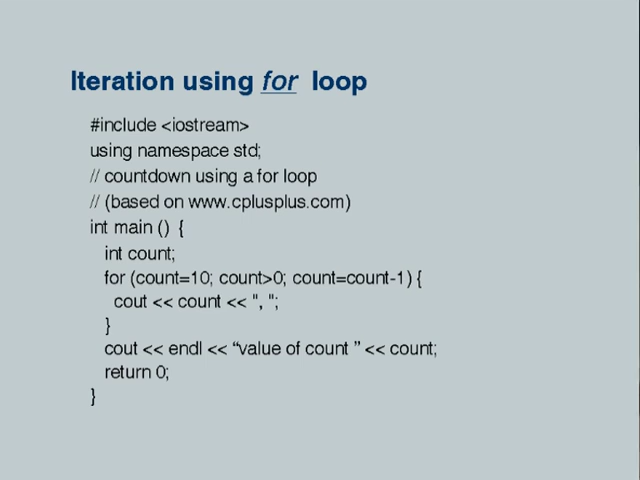 Iteration using for loop
#include <iostream>
using namespace std;
// countdown using a for loop
// (based on www.cplusplus.com)
int main () {
int count;
for (count=10; count>0; count=count-1) {
cout << count << ", ";
}
cout << endl << “value of count ” << count;
return 0;
}